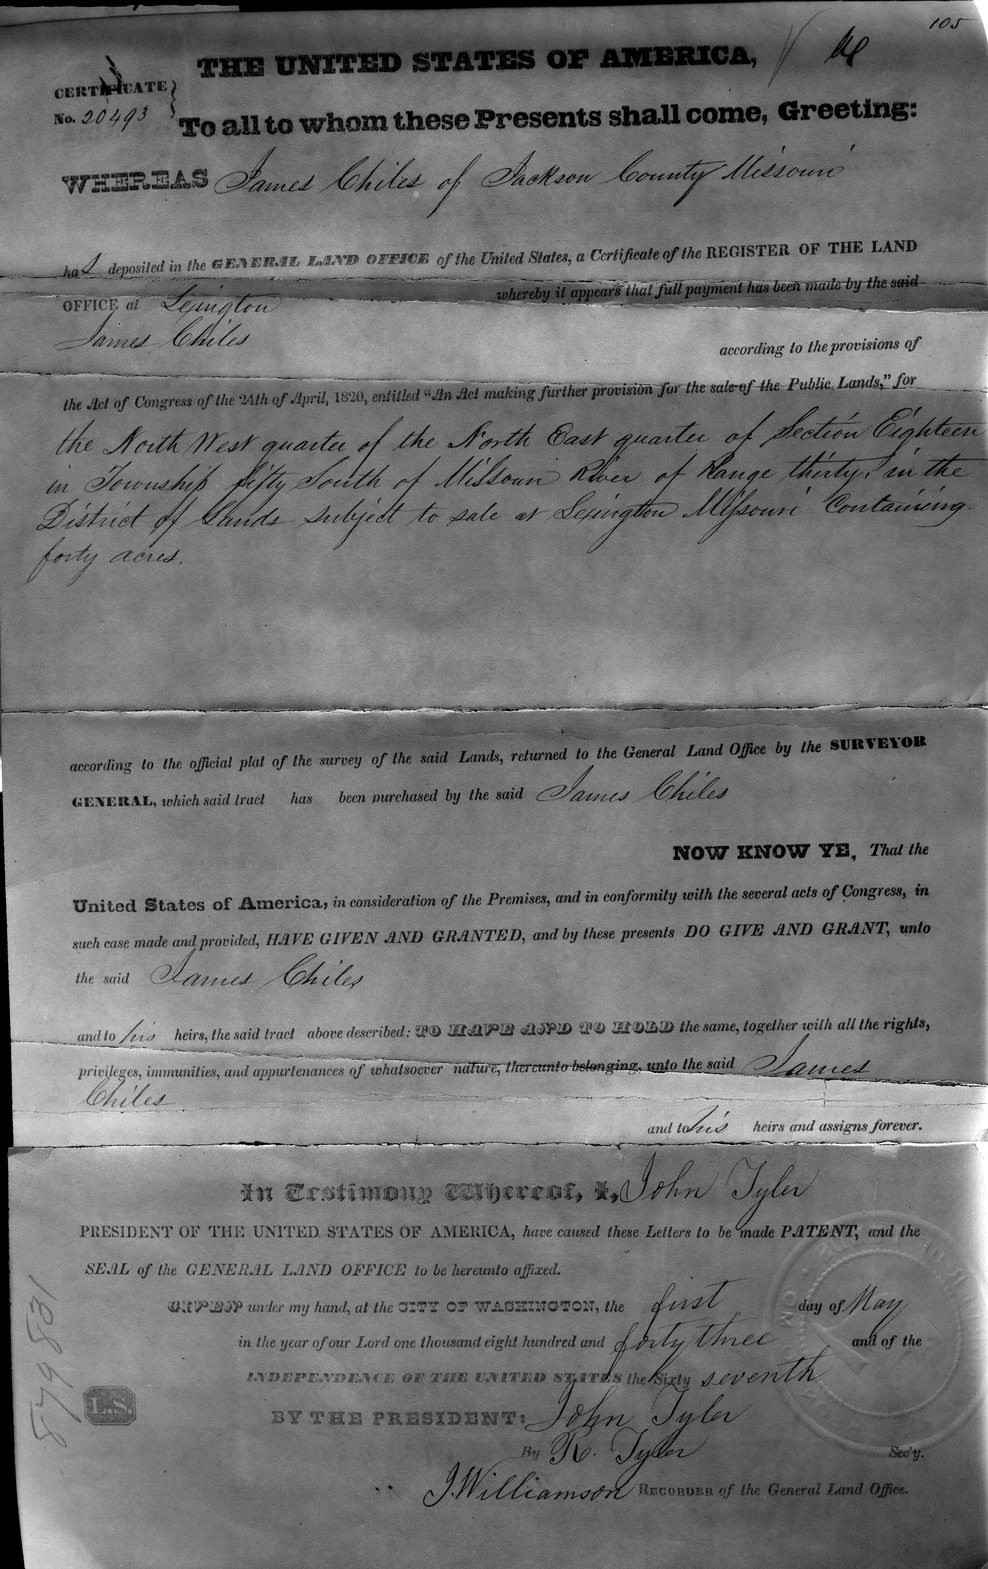 105
THE UNITED STATES OF AMERICA,
CERTIFICATE
No. 20493
To all to whom these Presents shall come, Greeting:
WHEREAS James Chiles of Jackson County Missouri
has deposited in the GENERAL LAND OFFICE of the United States, a Certificate of the REGISTER OF THE LAND
OFFICE at Lexington whereby it appears that full payment has been made by the said
James Chiles according to the provisions of
the Act of Congress of the 24th of April, 1820, entitled “An Act making further provision for the sale of the Public Lands,” for
the North West quarter of the North East quarter of Section Eighteen
in Township fifty South of Missouri River of Range thirty, in the
District of Lands subject to sale at Lexington Missouri Containing
forty acres.
according to the official plat of the survey of the said Lands, returned to the General Land Office by the SURVEYOR
GENERAL, which said tract has been purchased by the said James Chiles
NOW KNOW YE, That the
United States of America, in consideration of the Premises, and in conformity with the several acts of Congress, in
such case made and provided, HAVE GIVEN AND GRANTED, and by these presents DO GIVE AND GRANT, unto
the said James Chiles
and to his heirs, the said tract above described: TO HAVE AND TO HOLD the same, together with all the rights,
privileges, immunities, and appurtenances of whatsoever nature, thereunto belonging, unto the said James
Chiles
and to his heirs and assigns forever.
In Testimony Whereof, I, John Tyler
PRESIDENT OF THE UNITED STATES OF AMERICA, have caused these Letters to be made PATENT, and the
SEAL of the GENERAL LAND OFFICE to be hereunto affixed.
GIVEN under my hand, at the CITY OF WASHINGTON, the first day of May
in the year of our Lord one thousand eight hundred and forty three and of the
INDEPENDENCE OF THE UNITED STATES the Sixty seventh
L.S.
BY THE PRESIDENT: John Tyler
By R. Tyler Sec'y.
J. Williamson RECORDER of the General Land Office.
879831